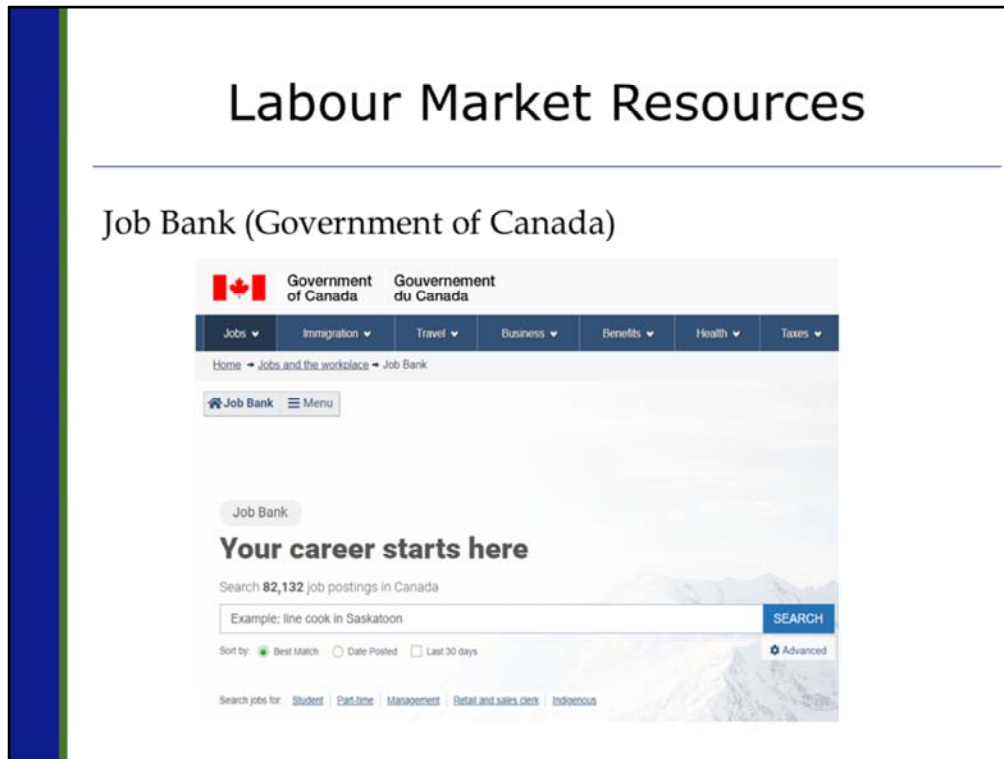 Labour Market Resources
Job Bank (Government of Canada)
Government Gouvernement
of Canada du Canada
Jobs Immigration Travel Business Benefits Health Taxes
Home → Jobs and the workplace → Job Bank
Job Bank Menu
Job Bank
Your career starts here
Search 82,132 job postings in Canada
Example: line cook in Saskatoon SEARCH
Sort by: Best Match Date Posted Last 30 days Advanced
Search jobs for: Student Part-time Management Retail and sales clerk Indigenous